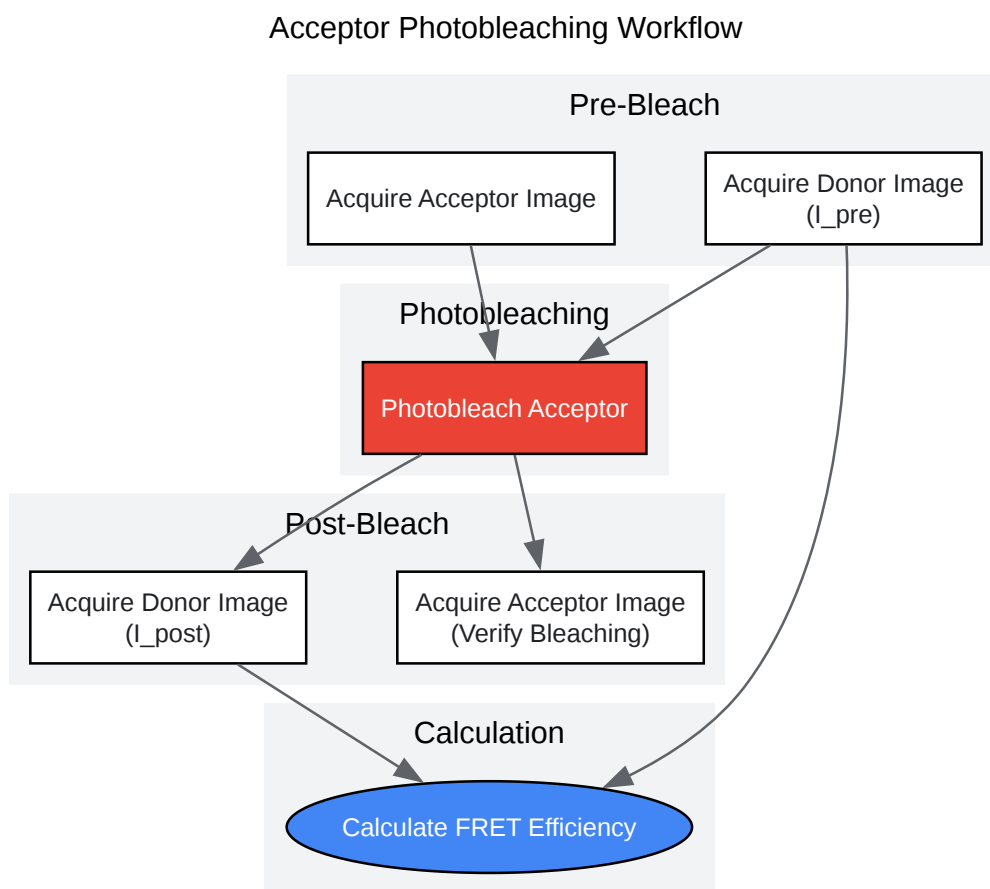 Acceptor Photobleaching Workflow
Pre-Bleach
Acquire Acceptor Image
Acquire Donor Image
(I_pre)
Photobleaching
Photobleach Acceptor
Post-Bleach
Acquire Donor Image
(I_post)
Acquire Acceptor Image
(Verify Bleaching)
Calculation
Calculate FRET Efficiency